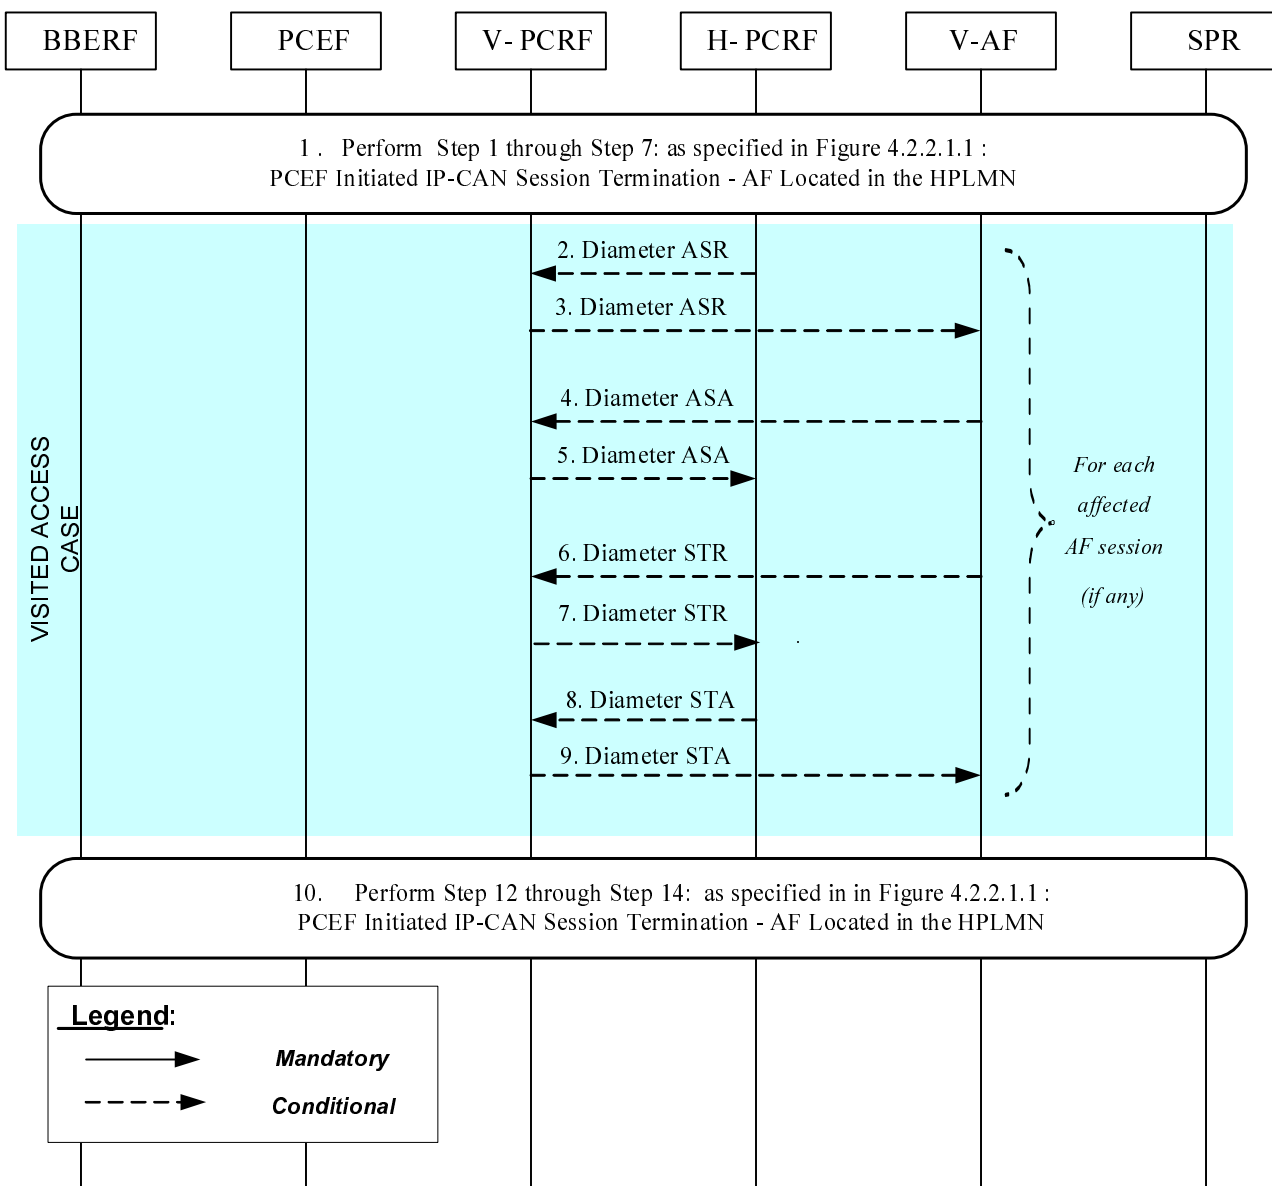 BBERF
PCEF
V- PCRF
H- PCRF
V-AF
SPR
1 . Perform Step 1 through Step 7: as specified in Figure 4.2.2.1.1 :
PCEF Initiated IP-CAN Session Termination - AF Located in the HPLMN
2. Diameter ASR
3. Diameter ASR
4. Diameter ASA
5. Diameter ASA
6. Diameter STR
7. Diameter STR
8. Diameter STA
9. Diameter STA
VISITED ACCESS
CASE
For each
affected
AF session
(if any)
10. Perform Step 12 through Step 14: as specified in in Figure 4.2.2.1.1 :
PCEF Initiated IP-CAN Session Termination - AF Located in the HPLMN
Legend:
Mandatory
Conditional